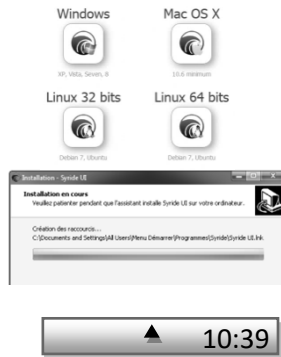 Windows
Mac OS X
XP, Vista, Seven, 8
10.6 minimum
Linux 32 bits
Linux 64 bits
Debian 7, Ubuntu
Debian 7, Ubuntu
Installation - Syride UI
Installation en cours
Veuillez patienter pendant que l'assistant installe Syride UI sur votre ordinateur.
Création des raccourcis...
C:\Documents and Settings\All Users\Menu Démarrer\Programmes\Syride\Syride UI.lnk
10:39